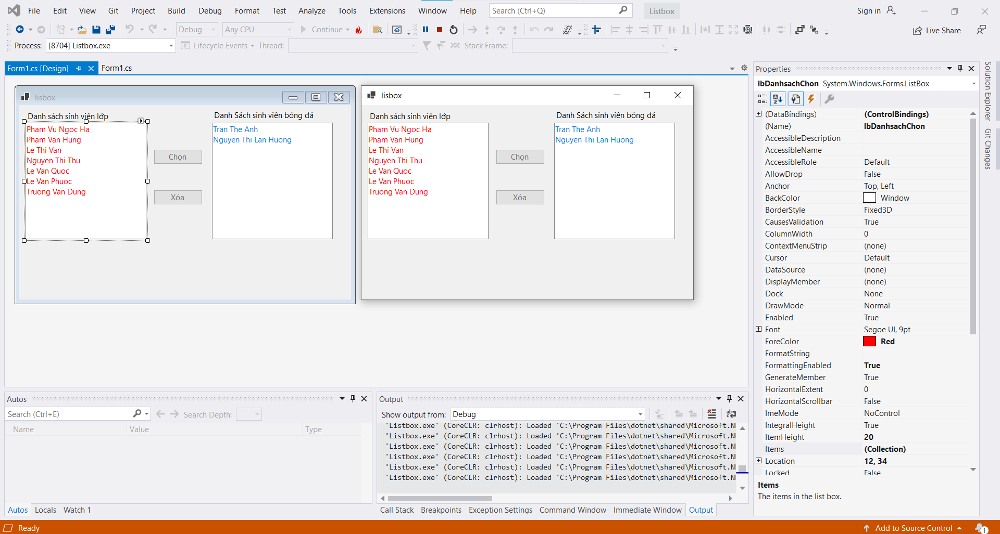 File Edit View Git Project Build Debug Format Test Analyze Tools Extensions Window Help Search (Ctrl+Q) Listbox Sign in
Debug Any CPU Continue Live Share
Process: [8704] Listbox.exe Lifecycle Events Thread: Stack Frame:
Form1.cs [Design] Form1.cs
lisbox
Danh sách sinh viên lớp
Pham Vu Ngoc Ha
Pham Van Hung
Le Thi Van
Nguyen Thi Thu
Le Van Quoc
Le Van Phuoc
Truong Van Dung
Chọn
Xóa
Danh Sách sinh viên bóng đá
Tran The Anh
Nguyen Thi Lan Huong
lisbox
Danh sách sinh viên lớp
Pham Vu Ngoc Ha
Pham Van Hung
Le Thi Van
Nguyen Thi Thu
Le Van Quoc
Le Van Phuoc
Truong Van Dung
Chọn
Xóa
Danh Sách sinh viên bóng đá
Tran The Anh
Nguyen Thi Lan Huong
Properties
lbDanhsachChon System.Windows.Forms.ListBox
(DataBindings) (ControlBindings)
(Name) lbDanhsachChon
AccessibleDescription
AccessibleName
AccessibleRole Default
AllowDrop False
Anchor Top, Left
BackColor Window
BorderStyle Fixed3D
CausesValidation True
ColumnWidth 0
ContextMenuStrip (none)
Cursor Default
DataSource (none)
DisplayMember (none)
Dock None
DrawMode Normal
Enabled True
Font Segoe UI, 9pt
ForeColor Red
FormatString
FormattingEnabled True
GenerateMember True
HorizontalExtent 0
HorizontalScrollbar False
ImeMode NoControl
IntegralHeight True
ItemHeight 20
Items (Collection)
Location 12, 34
Locked False
Items
The items in the list box.
Solution Explorer
Git Changes
Autos
Search (Ctrl+E) Search Depth:
Name Value Type
Autos Locals Watch 1
Output
Show output from: Debug
'Listbox.exe' (CoreCLR: clrhost): Loaded 'C:\Program Files\dotnet\shared\Microsoft.N
'Listbox.exe' (CoreCLR: clrhost): Loaded 'C:\Program Files\dotnet\shared\Microsoft.N
'Listbox.exe' (CoreCLR: clrhost): Loaded 'C:\Program Files\dotnet\shared\Microsoft.N
'Listbox.exe' (CoreCLR: clrhost): Loaded 'C:\Program Files\dotnet\shared\Microsoft.N
'Listbox.exe' (CoreCLR: clrhost): Loaded 'C:\Program Files\dotnet\shared\Microsoft.N
'Listbox.exe' (CoreCLR: clrhost): Loaded 'C:\Program Files\dotnet\shared\Microsoft.N
Call Stack Breakpoints Exception Settings Command Window Immediate Window Output
Ready Add to Source Control 1